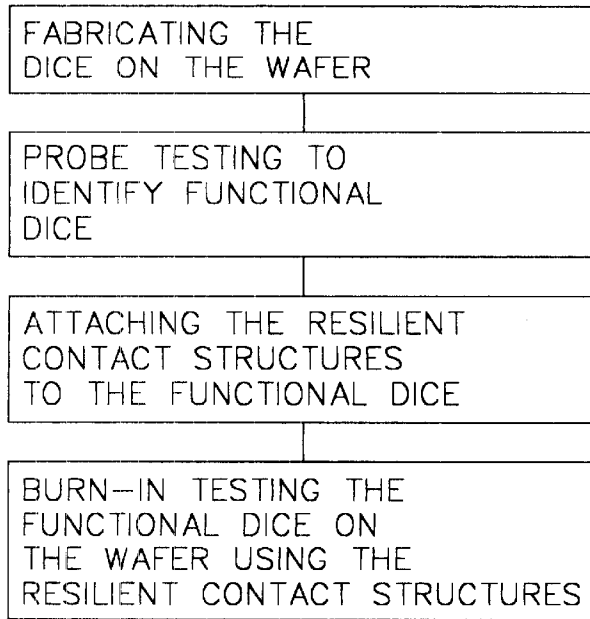 FABRICATING THE
DICE ON THE WAFER
PROBE TESTING TO
IDENTIFY FUNCTIONAL
DICE
ATTACHING THE RESILIENT
CONTACT STRUCTURES
TO THE FUNCTIONAL DICE
BURN-IN TESTING THE
FUNCTIONAL DICE ON
THE WAFER USING THE
RESILIENT CONTACT STRUCTURES